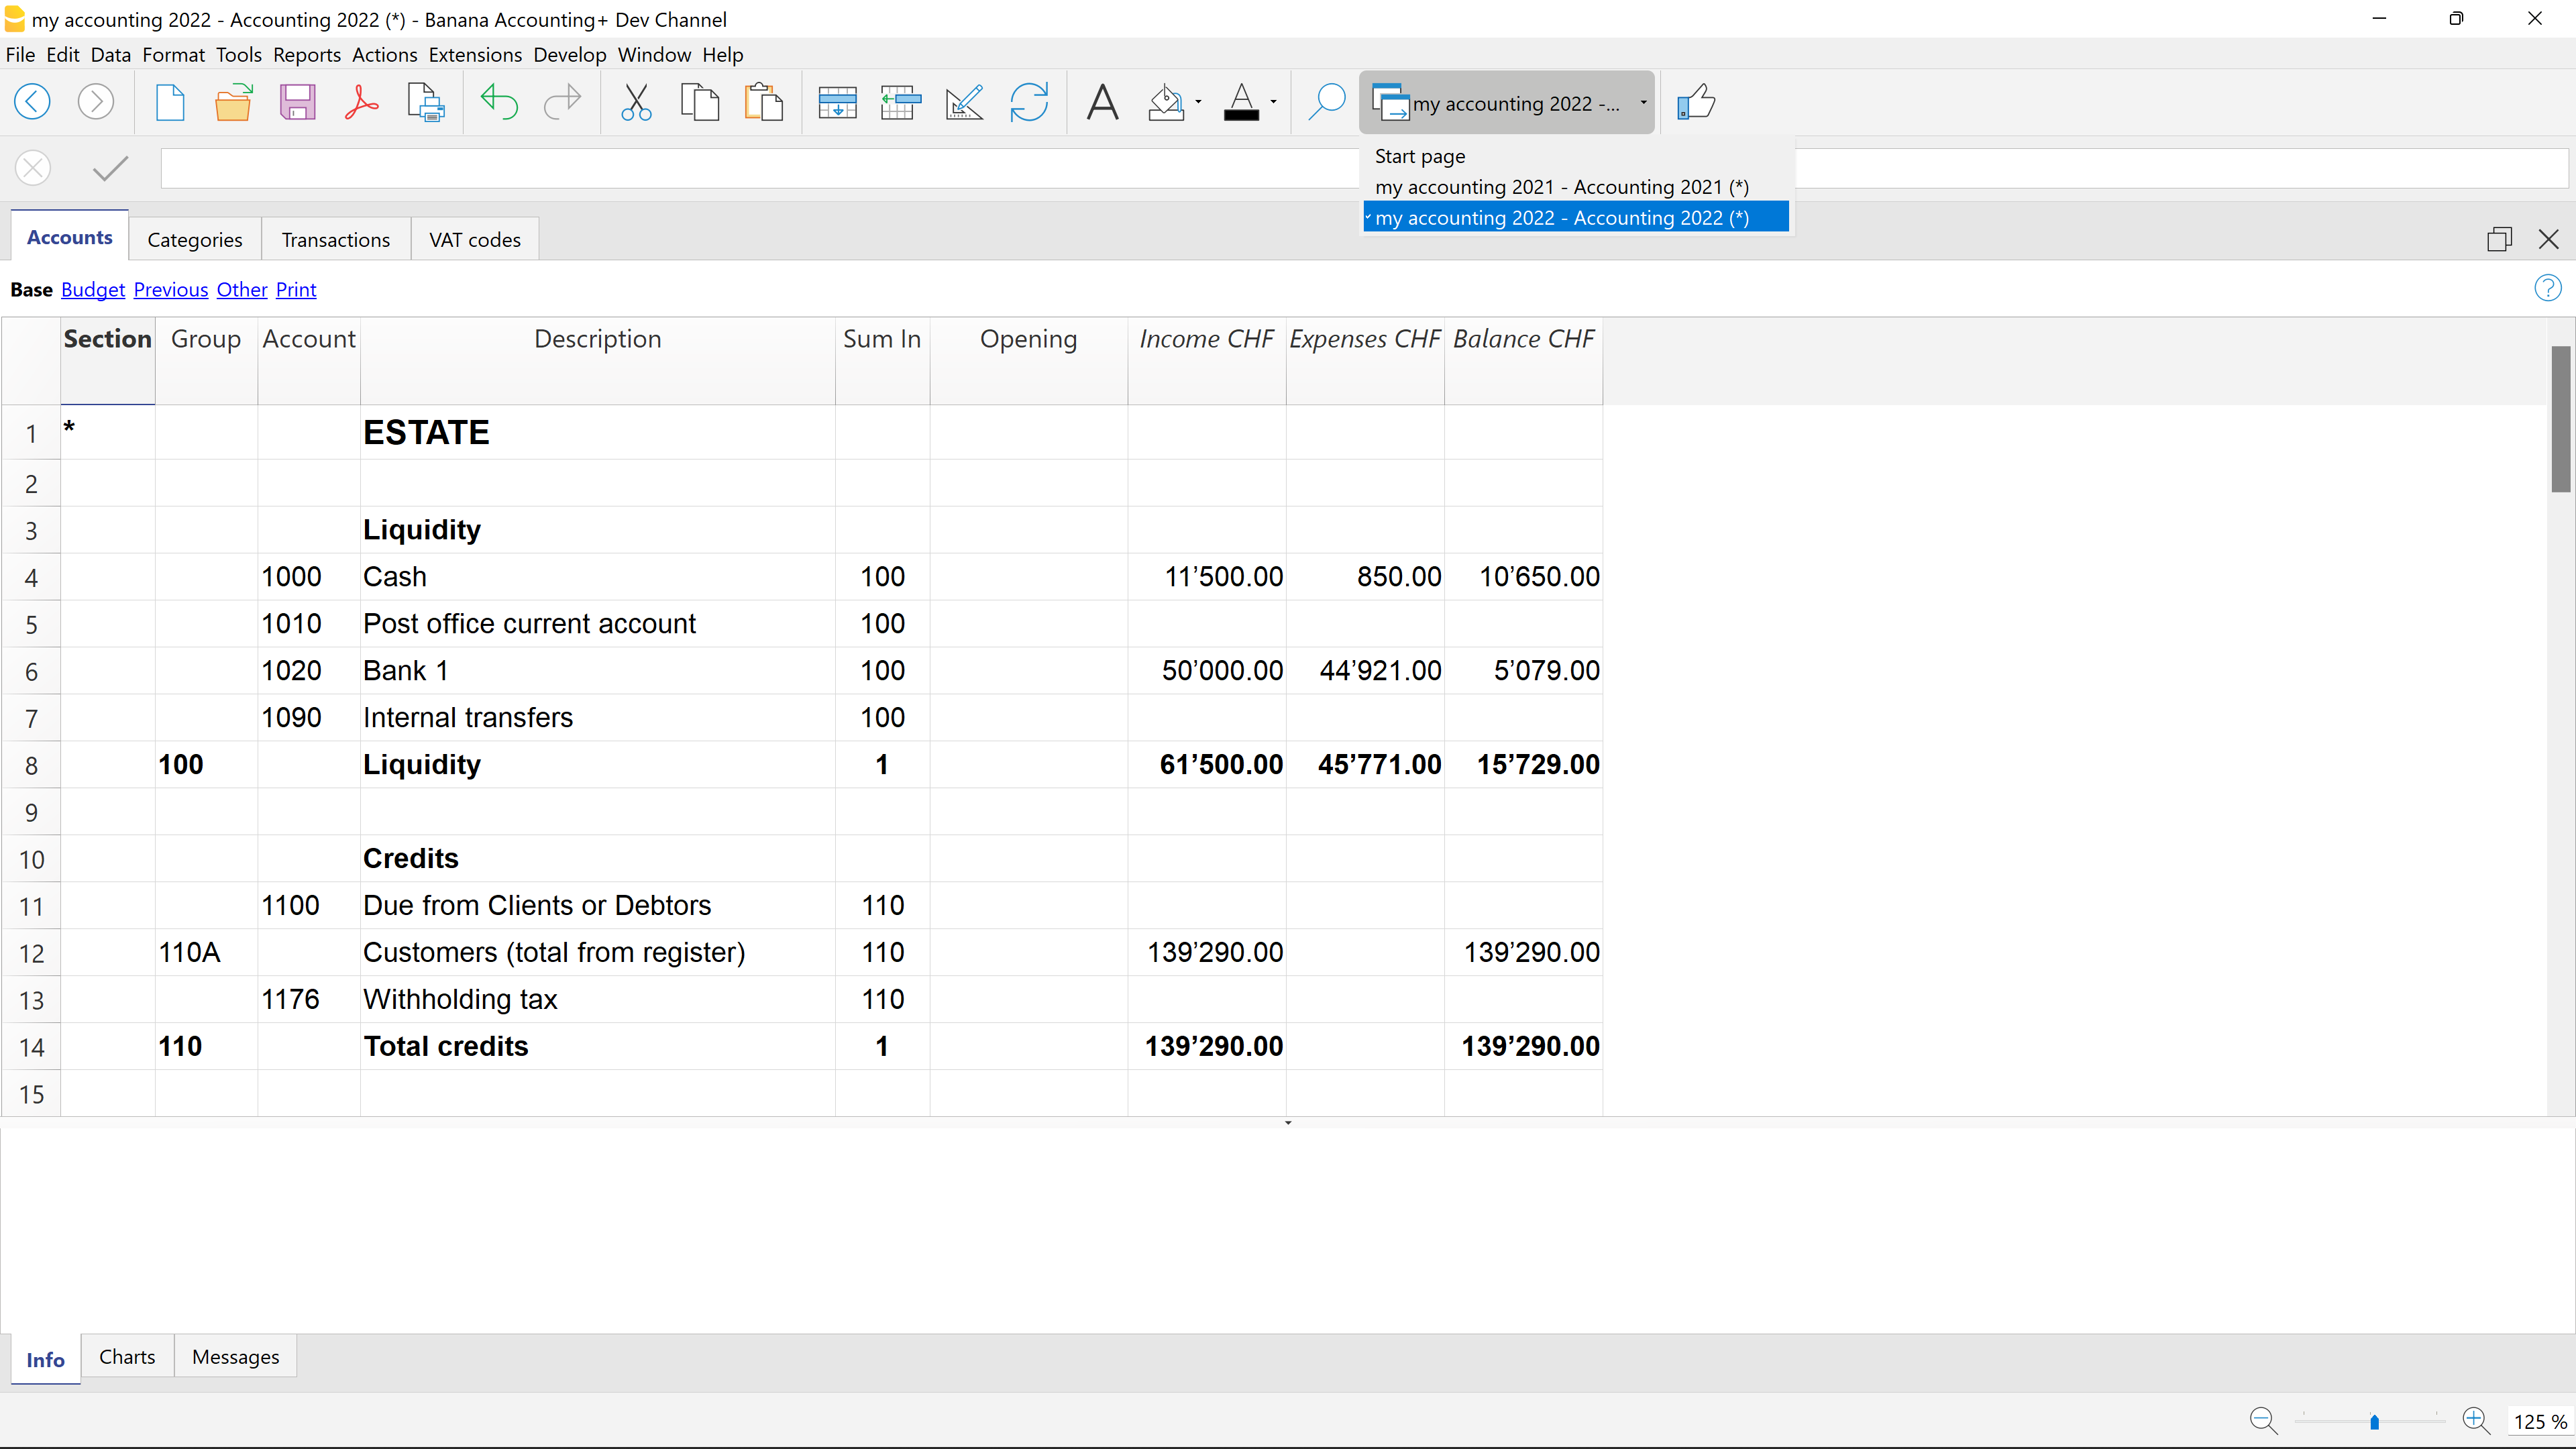 my accounting 2022 - Accounting 2022 (*) - Banana Accounting+ Dev Channel
File Edit Data Format Tools Reports Actions Extensions Develop Window Help
my accounting 2022 -...
Start page
my accounting 2021 - Accounting 2021 (*)
my accounting 2022 - Accounting 2022 (*)
Accounts Categories Transactions VAT codes
Base Budget Previous Other Print
Section Group Account Description Sum In Opening Income CHF Expenses CHF Balance CHF
1 * ESTATE
2
3 Liquidity
4 1000 Cash 100 11’500.00 850.00 10’650.00
5 1010 Post office current account 100
6 1020 Bank 1 100 50’000.00 44’921.00 5’079.00
7 1090 Internal transfers 100
8 100 Liquidity 1 61’500.00 45’771.00 15’729.00
9
10 Credits
11 1100 Due from Clients or Debtors 110
12 110A Customers (total from register) 110 139’290.00 139’290.00
13 1176 Withholding tax 110
14 110 Total credits 1 139’290.00 139’290.00
15
Info Charts Messages
125 %